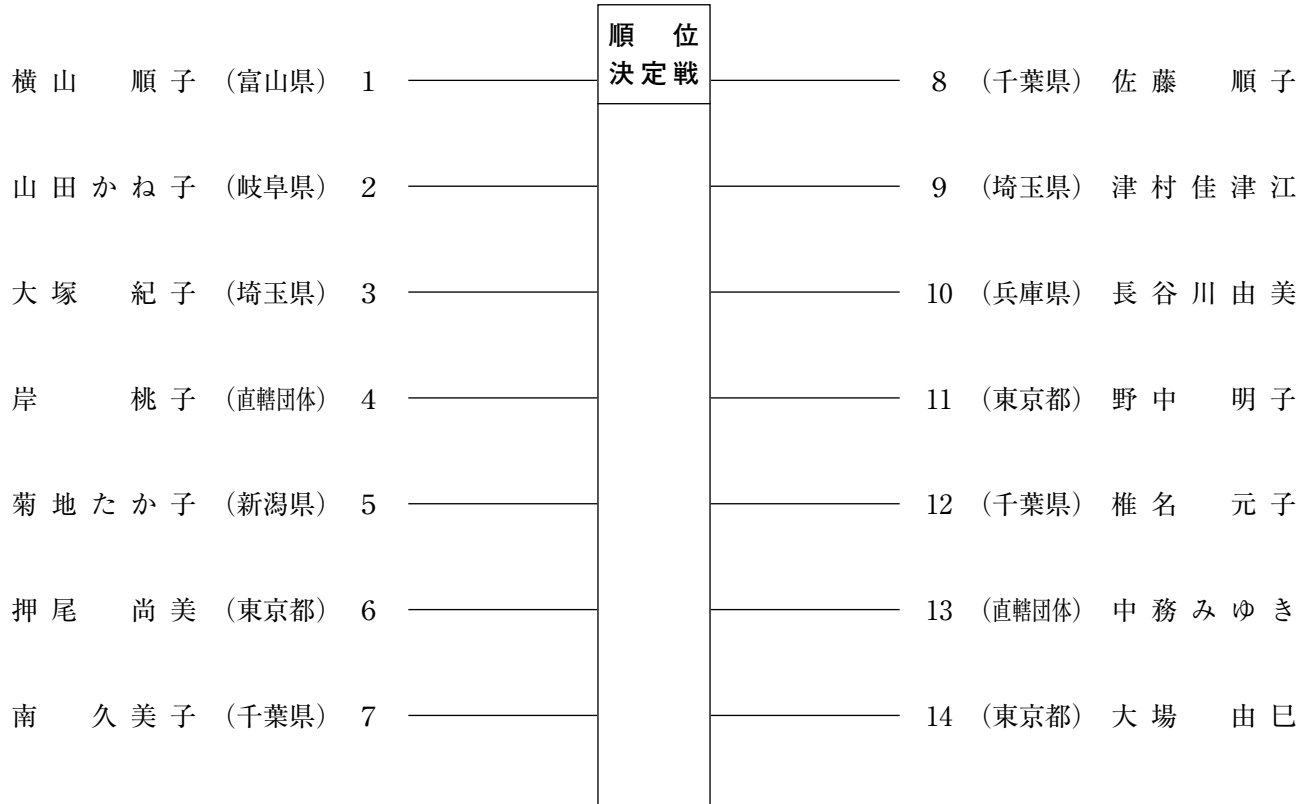 順 位
決定戦
横山 順子 (富山県) 1
山田かね子 (岐阜県) 2
大塚 紀子 (埼玉県) 3
岸 桃子 (直轄団体) 4
菊地たか子 (新潟県) 5
押尾 尚美 (東京都) 6
南 久美子 (千葉県) 7
8 (千葉県) 佐藤 順子
9 (埼玉県) 津村佳津江
10 (兵庫県) 長谷川由美
11 (東京都) 野中 明子
12 (千葉県) 椎名 元子
13 (直轄団体) 中務みゆき
14 (東京都) 大場 由巳